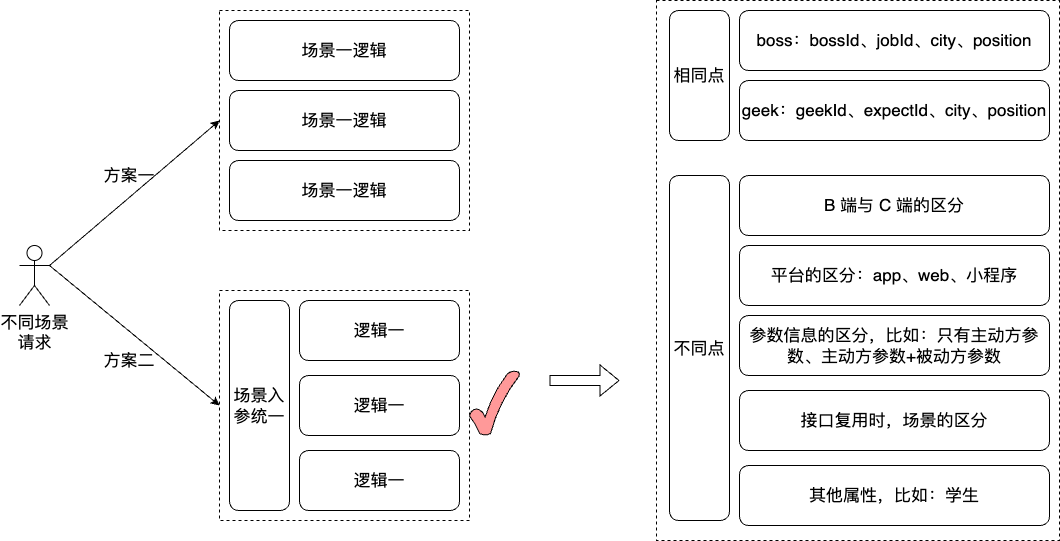 不同场景
请求
方案一
方案二
场景一逻辑
场景一逻辑
场景一逻辑
场景入
参统一
逻辑一
逻辑一
逻辑一
相同点
boss：bossId、jobId、city、position
geek：geekId、expectId、city、position
不同点
B 端与 C 端的区分
平台的区分：app、web、小程序
参数信息的区分，比如：只有主动方参
数、主动方参数+被动方参数
接口复用时，场景的区分
其他属性，比如：学生